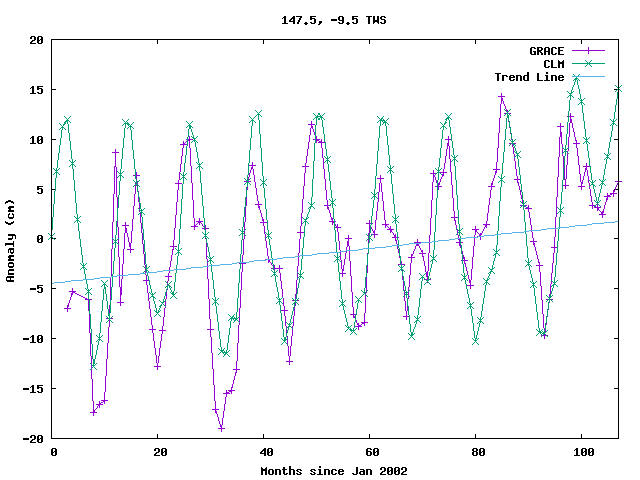 147.5, -9.5 TWS
GRACE
CLM
Trend Line
20
15
10
5
0
-5
-10
-15
-20
Anomaly (cm)
0 20 40 60 80 100
Months since Jan 2002